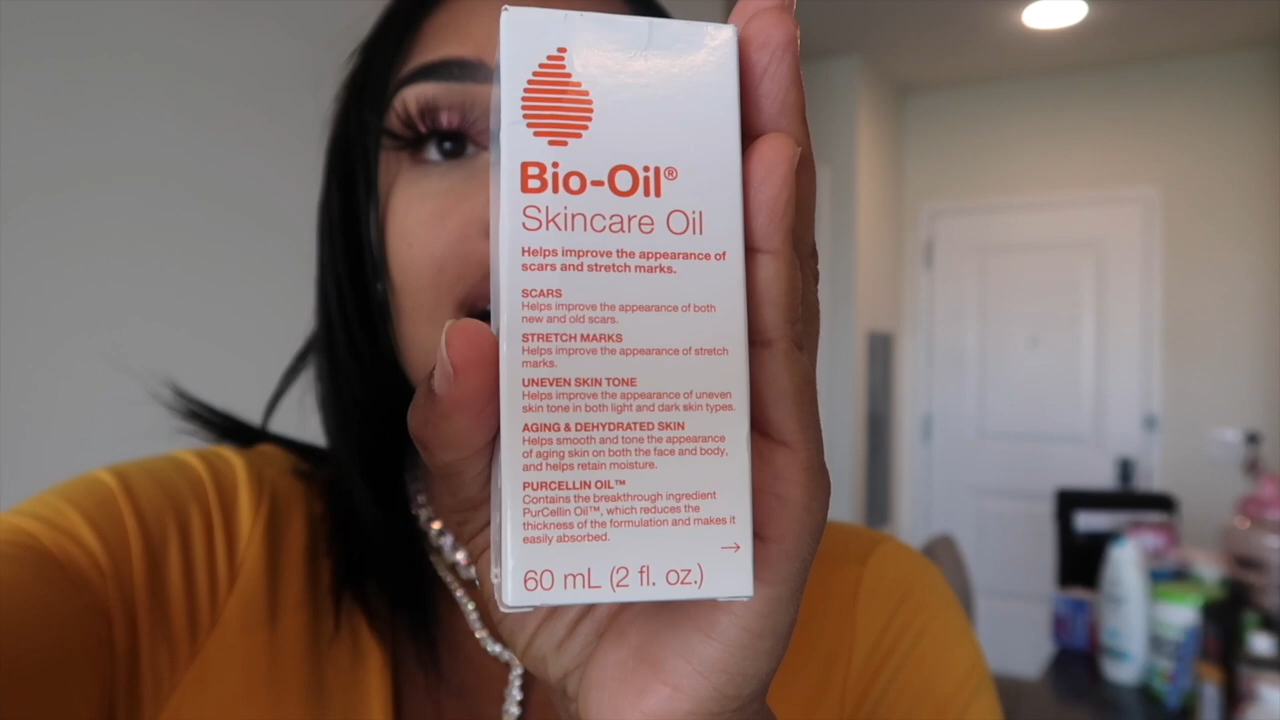 Bio-Oil®
Skincare Oil
Helps improve the appearance of
scars and stretch marks.
SCARS
Helps improve the appearance of both
new and old scars.
STRETCH MARKS
Helps improve the appearance of stretch
marks.
UNEVEN SKIN TONE
Helps improve the appearance of uneven
skin tone in both light and dark skin types.
AGING & DEHYDRATED SKIN
Helps smooth and tone the appearance
of aging skin on both the face and body,
and helps retain moisture.
PURCELLIN OIL™
Contains the breakthrough ingredient
PurCellin Oil™, which reduces the
thickness of the formulation and makes it
easily absorbed.
→
60 mL (2 fl. oz.)